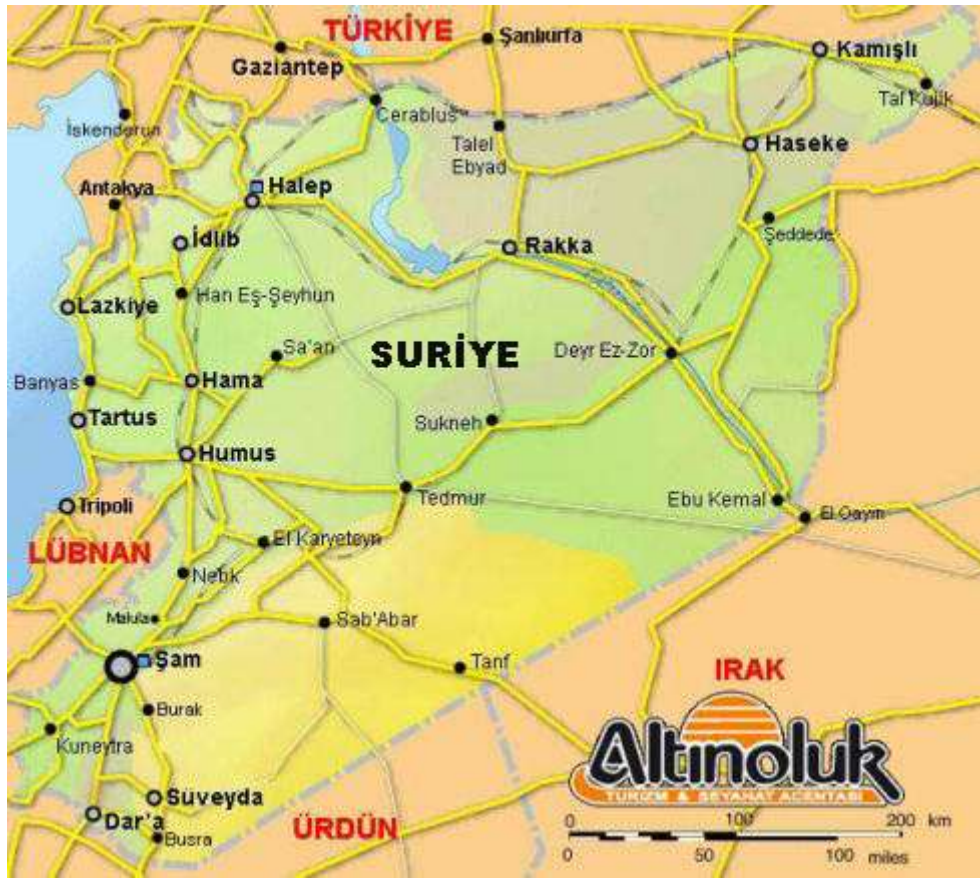 TÜRKİYE
Şanlıurfa
Kamışlı
Gaziantep
Tal Kujik
Cerablus
İskenderun
Talel
Ebyad
Haseke
Antakya
Halep
Şeddede
İdlib
Rakka
Han Eş-Şeyhun
Lazkiye
SURİYE
Sa'an
Deyr Ez-Zor
Banyas
Hama
Tartus
Sukneh
Humus
Tedmur
Ebu Kemal
Tripoli
El Qaym
LÜBNAN
El Karyeteyn
Nebk
Malula
Sab'Abar
Şam
Tanf
IRAK
Burak
Kuneytra
Altınoluk
TURİZM & SEYAHAT ACENTASI
Süveyda
Dar'a
ÜRDÜN
Busra
0 100 200 km
0 50 100 miles